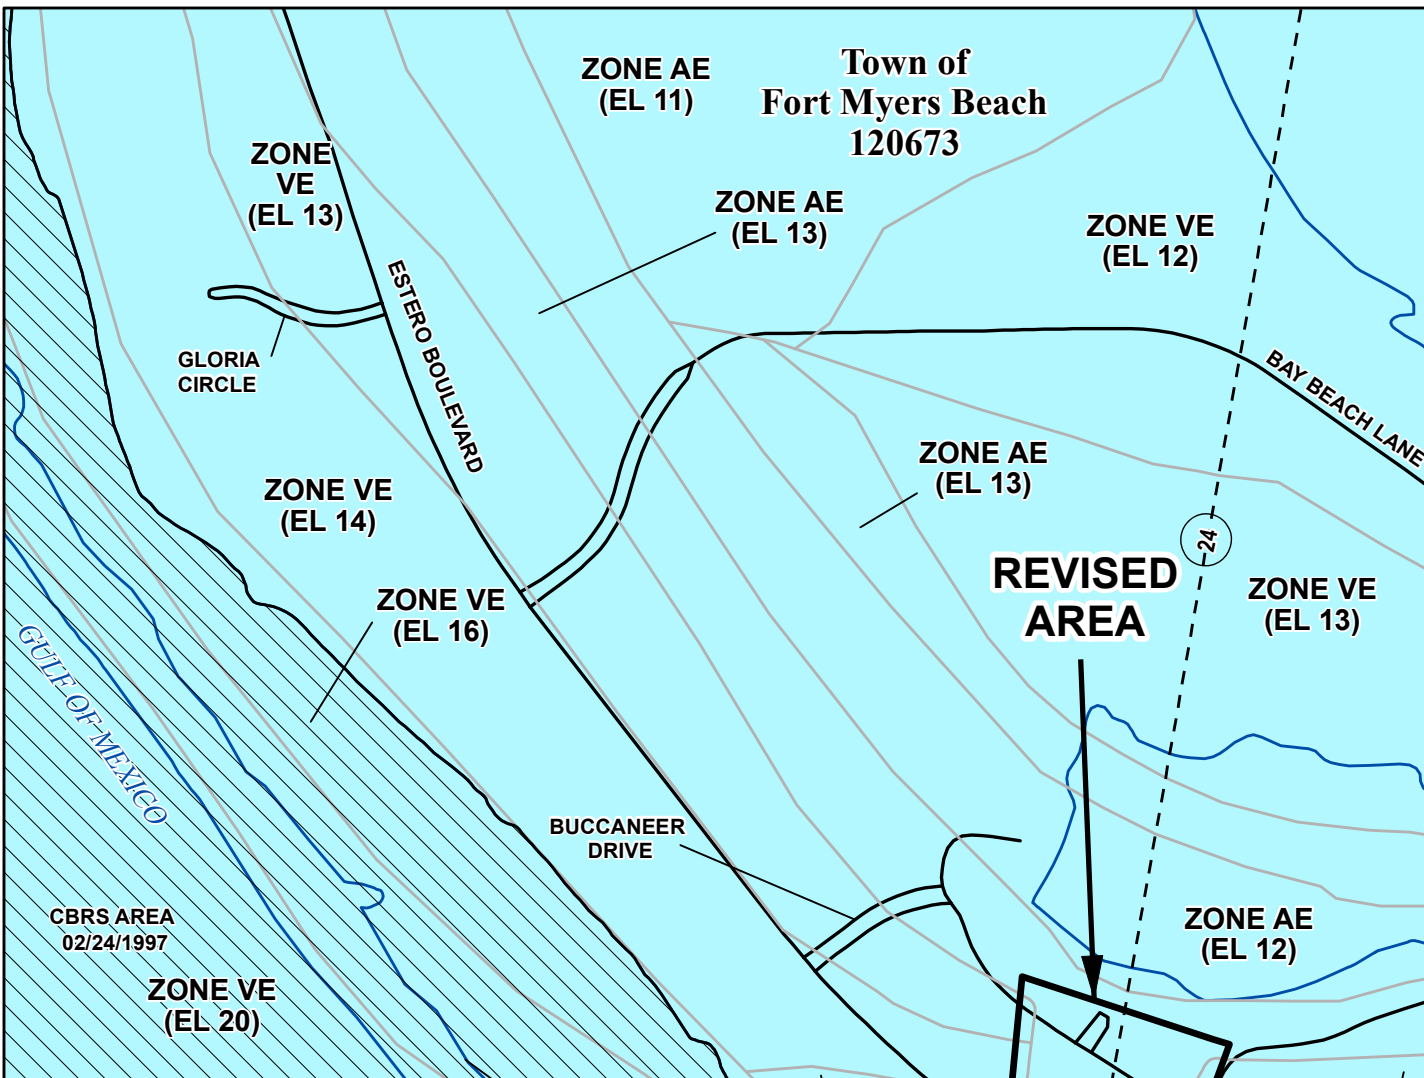 ZONE AE
(EL 11)
Town of
Fort Myers Beach
120673
ZONE
VE
(EL 13)
ZONE AE
(EL 13)
ZONE VE
(EL 12)
ESTERO BOULEVARD
GLORIA
CIRCLE
BAY BEACH LANE
ZONE AE
(EL 13)
ZONE VE
(EL 14)
24
REVISED
AREA
ZONE VE
(EL 13)
ZONE VE
(EL 16)
GULF OF MEXICO
BUCCANEER
DRIVE
CBRS AREA
02/24/1997
ZONE AE
(EL 12)
ZONE VE
(EL 20)